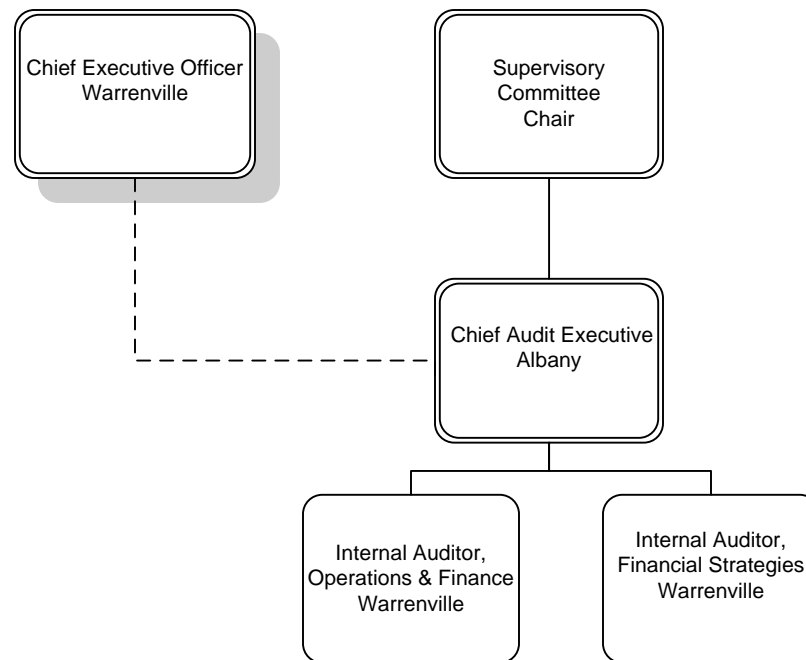 Chief Executive Officer
Warrenville
Supervisory
Committee
Chair
Chief Audit Executive
Albany
Internal Auditor,
Operations & Finance
Warrenville
Internal Auditor,
Financial Strategies
Warrenville